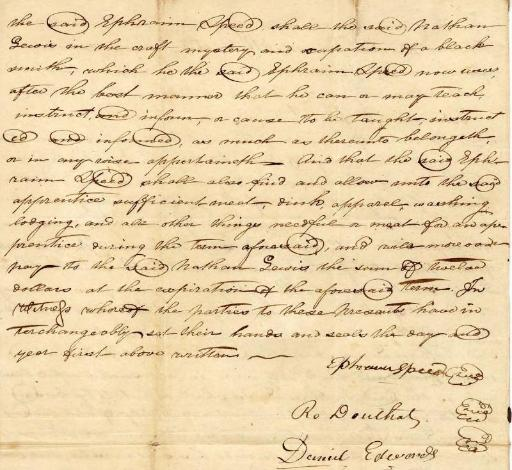 the said Ephraim Speed shall the said Nathan
Lewis in the craft mystery and occupation of a black
smith, which he the said Ephraim Speed now uses
after the best manner that he can or may teach,
instruct, and inform, or cause to be taught, instruct
ed and informed, as much as thereunto belongeth,
or in any wise appertaineth – And that the said Eph
raim Speed shall also find and allow unto the said
apprentice sufficient meat, drink apparel, washing
lodging, and all other things needful or meet for an ap-
prentice during the term aforesaid, and will moreover
pay to the said Nathan Lewis the sum of twelve
dollars at the expiration of the aforesaid term. In
Witness whereof the parties to these Presents have in
terchangeably set their hands and seals the day and
year first above written —
Ephraim Speed
Ro Douthat
Daniel Edwards